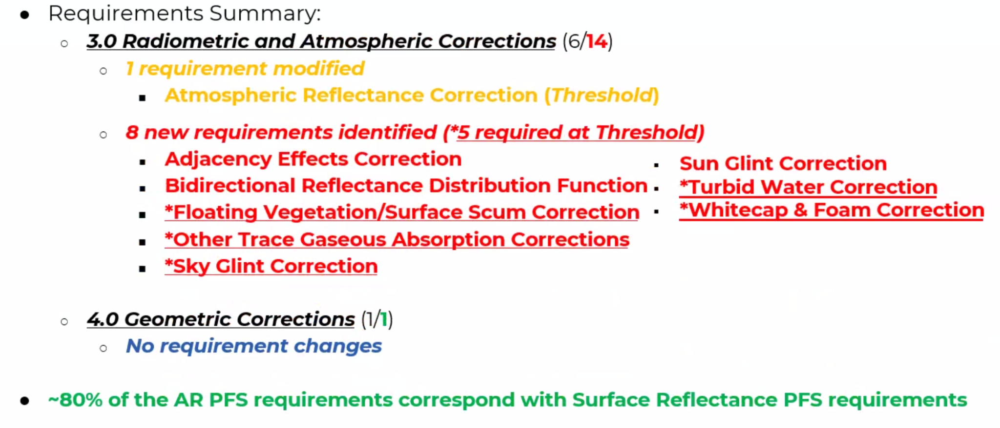 Requirements Summary:
3.0 Radiometric and Atmospheric Corrections (6/14)
1 requirement modified
Atmospheric Reflectance Correction (Threshold)
8 new requirements identified (*5 required at Threshold)
Adjacency Effects Correction
Bidirectional Reflectance Distribution Function
*Floating Vegetation/Surface Scum Correction
*Other Trace Gaseous Absorption Corrections
*Sky Glint Correction
Sun Glint Correction
*Turbid Water Correction
*Whitecap & Foam Correction
4.0 Geometric Corrections (1/1)
No requirement changes
~80% of the AR PFS requirements correspond with Surface Reflectance PFS requirements